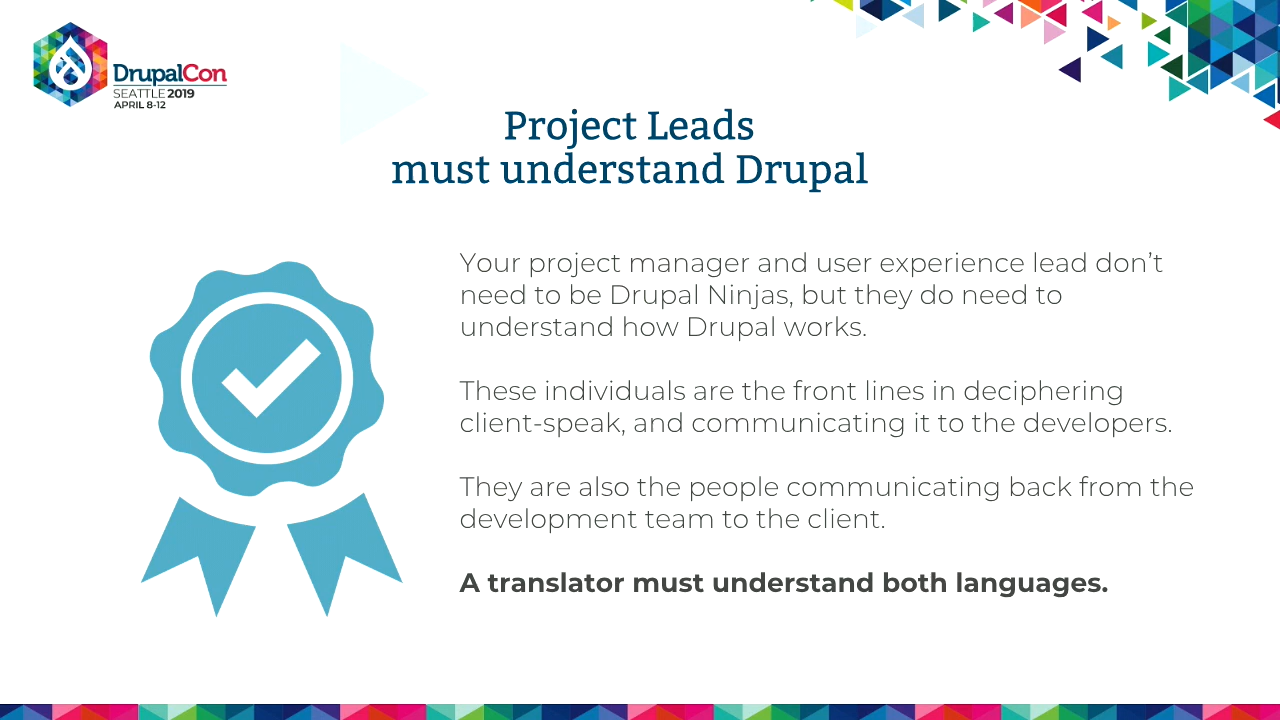 DrupalCon
SEATTLE 2019
APRIL 8-12
Project Leads
must understand Drupal
Your project manager and user experience lead don’t
need to be Drupal Ninjas, but they do need to
understand how Drupal works.
These individuals are the front lines in deciphering
client-speak, and communicating it to the developers.
They are also the people communicating back from the
development team to the client.
A translator must understand both languages.